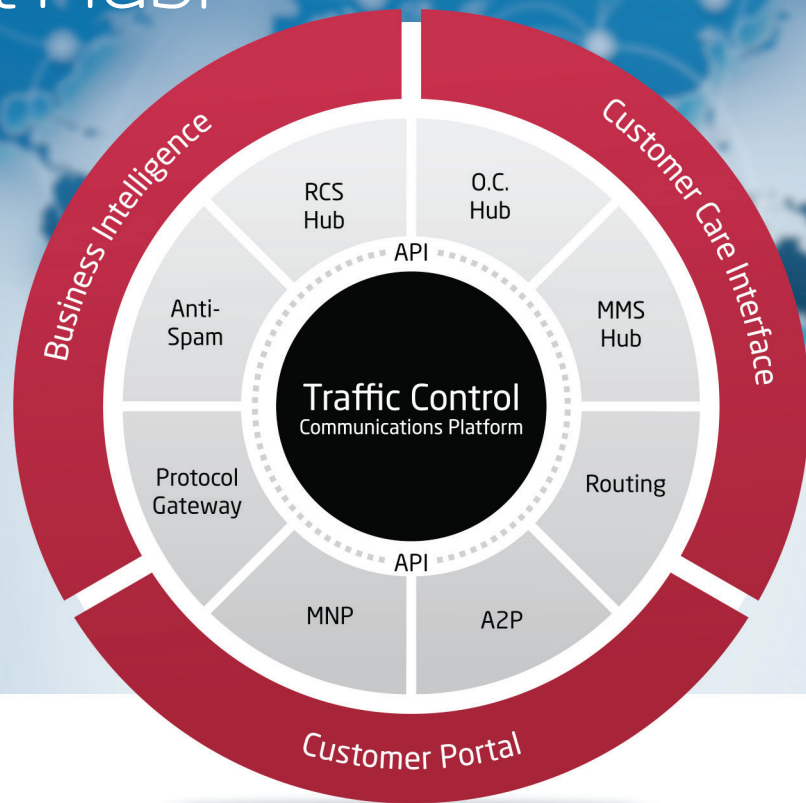 Business Intelligence
Customer Care Interface
RCS
Hub
O.C.
Hub
API
Anti-
Spam
MMS
Hub
Traffic Control
Communications Platform
Protocol
Gateway
Routing
API
MNP
A2P
Customer Portal